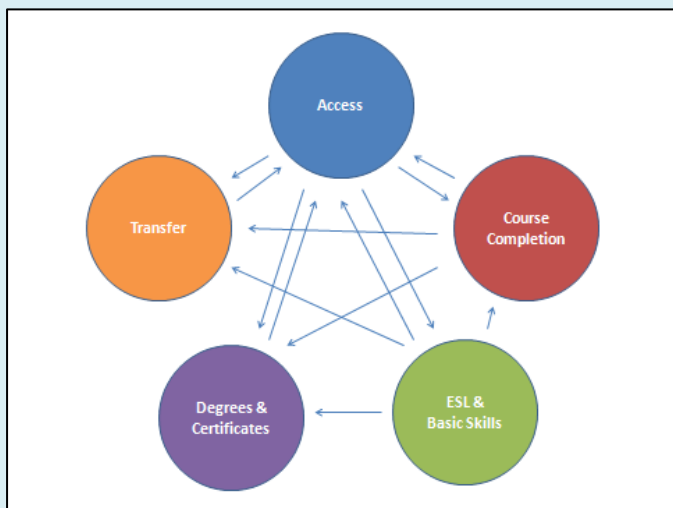 Access
Transfer
Course
Completion
Degrees &
Certificates
ESL &
Basic Skills